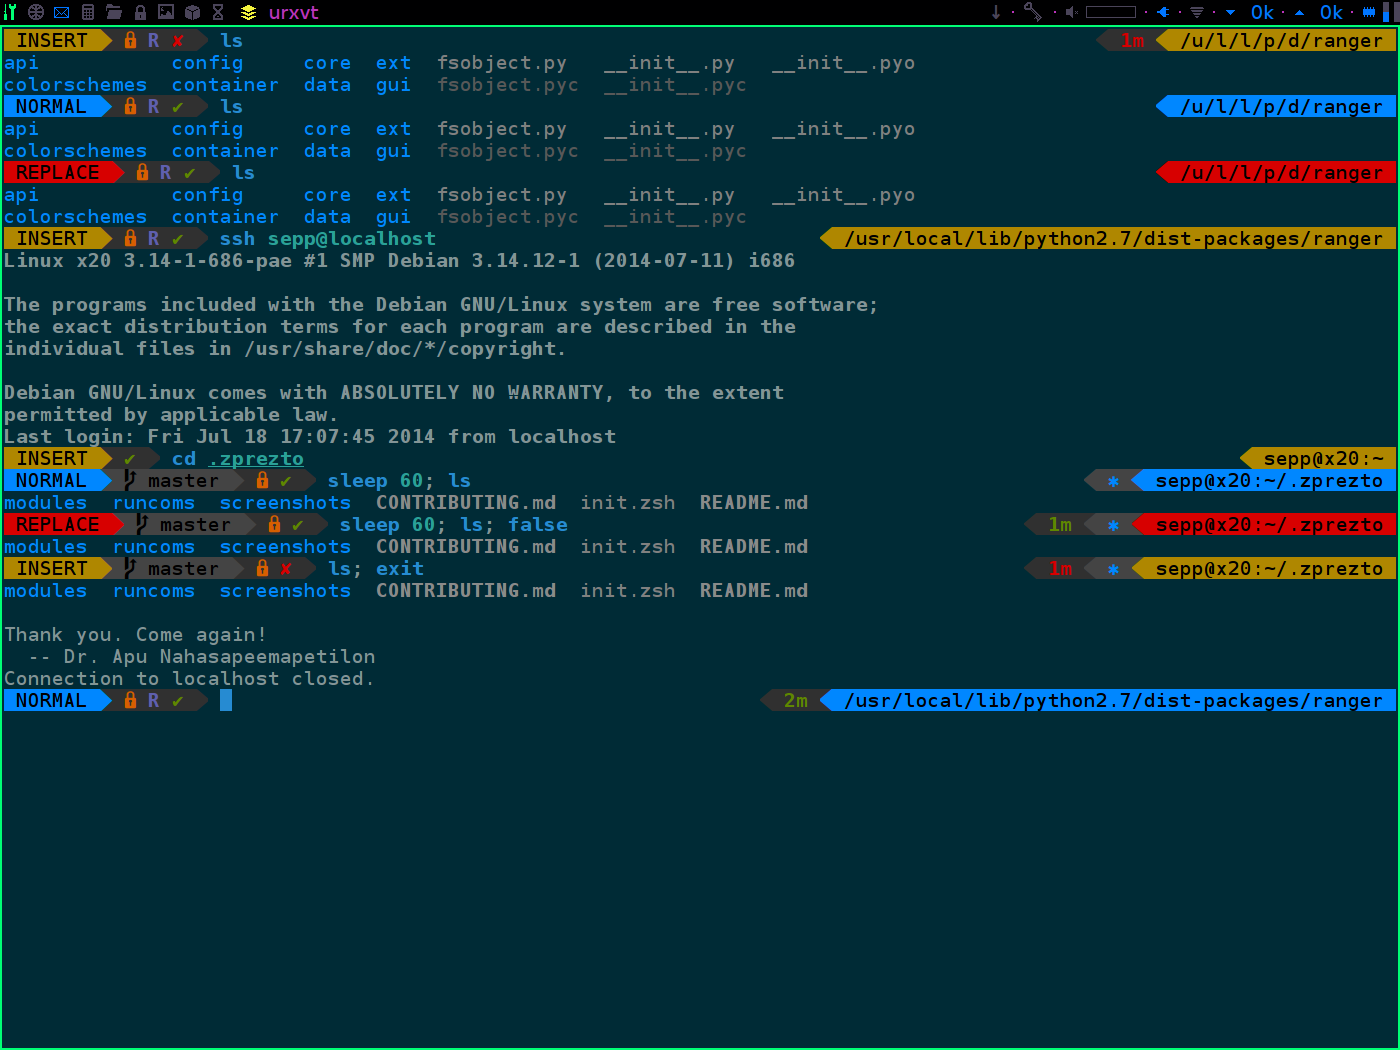 urxvt 0k 0k
INSERT R ✘ ls 1m /u/l/l/p/d/ranger
api config core ext fsobject.py __init__.py __init__.pyo
colorschemes container data gui fsobject.pyc __init__.pyc
NORMAL R ✔ ls /u/l/l/p/d/ranger
api config core ext fsobject.py __init__.py __init__.pyo
colorschemes container data gui fsobject.pyc __init__.pyc
REPLACE R ✔ ls /u/l/l/p/d/ranger
api config core ext fsobject.py __init__.py __init__.pyo
colorschemes container data gui fsobject.pyc __init__.pyc
INSERT R ✔ ssh sepp@localhost /usr/local/lib/python2.7/dist-packages/ranger
Linux x20 3.14-1-686-pae #1 SMP Debian 3.14.12-1 (2014-07-11) i686
The programs included with the Debian GNU/Linux system are free software;
the exact distribution terms for each program are described in the
individual files in /usr/share/doc/*/copyright.
Debian GNU/Linux comes with ABSOLUTELY NO WARRANTY, to the extent
permitted by applicable law.
Last login: Fri Jul 18 17:07:45 2014 from localhost
INSERT ✔ cd .zprezto sepp@x20:~
NORMAL master ✔ sleep 60; ls ✱ sepp@x20:~/.zprezto
modules runcoms screenshots CONTRIBUTING.md init.zsh README.md
REPLACE master ✔ sleep 60; ls; false 1m ✱ sepp@x20:~/.zprezto
modules runcoms screenshots CONTRIBUTING.md init.zsh README.md
INSERT master ✘ ls; exit 1m ✱ sepp@x20:~/.zprezto
modules runcoms screenshots CONTRIBUTING.md init.zsh README.md
Thank you. Come again!
-- Dr. Apu Nahasapeemapetilon
Connection to localhost closed.
NORMAL R ✔ 2m /usr/local/lib/python2.7/dist-packages/ranger